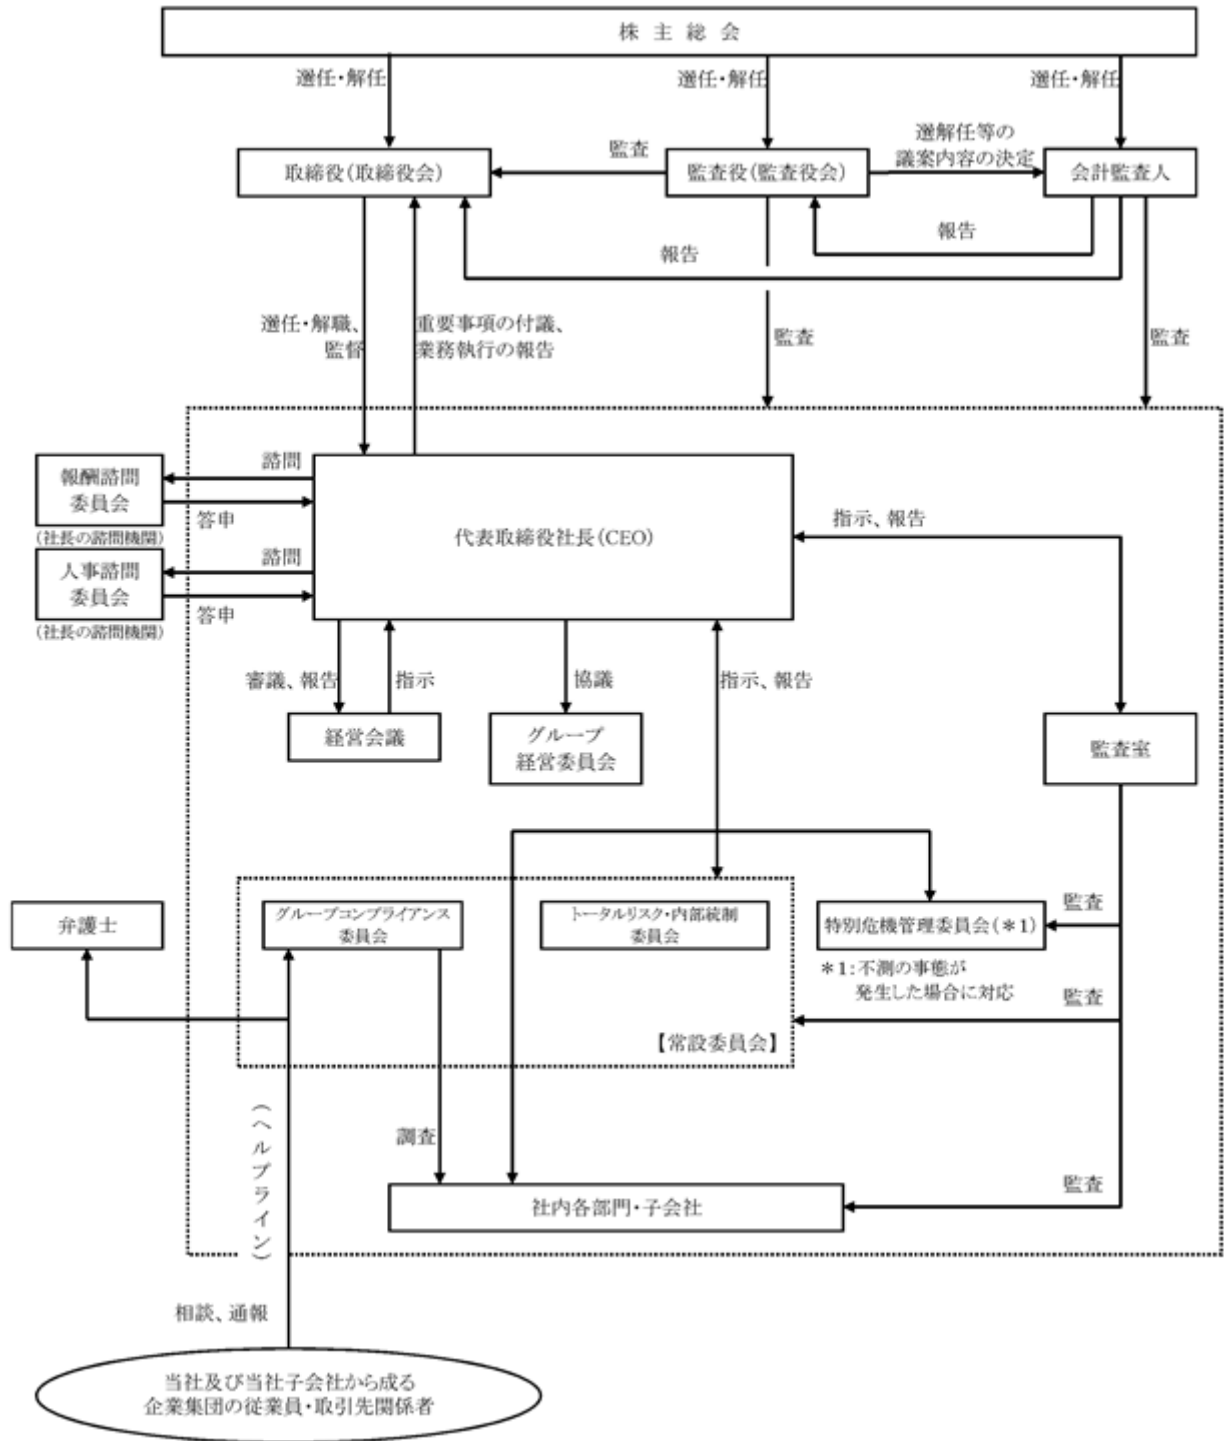 株 主 総 会
選任・解任
選任・解任
選任・解任
取締役(取締役会)
監査
監査役(監査役会)
選解任等の
議案内容の決定
会計監査人
報告
報告
選任・解職、
監督
重要事項の付議、
業務執行の報告
監査
監査
報酬諮問
委員会
(社長の諮問機関)
諮問
答申
人事諮問
委員会
(社長の諮問機関)
諮問
答申
代表取締役社長(CEO)
指示、報告
審議、報告
指示
協議
指示、報告
経営会議
グループ
経営委員会
監査室
弁護士
グループコンプライアンス
委員会
トータルリスク・内部統制
委員会
特別危機管理委員会(*1)
監査
*1:不測の事態が
発生した場合に対応
監査
【常設委員会】
(ヘルプライン)
調査
社内各部門・子会社
監査
相談、通報
当社及び当社子会社から成る
企業集団の従業員・取引先関係者